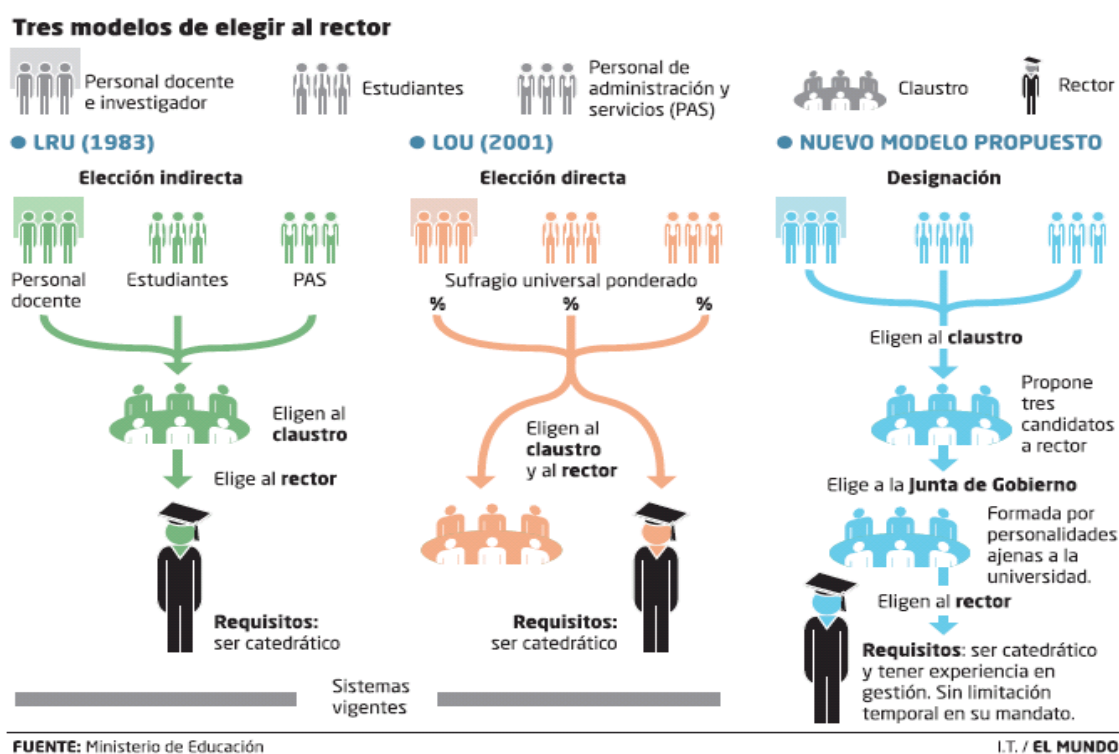 Tres modelos de elegir al rector
Personal docente
e investigador
Estudiantes
Personal de
administración y
servicios (PAS)
Claustro
Rector
LRU (1983)
Elección indirecta
Personal
docente
Estudiantes
PAS
Eligen al
claustro
Elige al rector
Requisitos:
ser catedrático
LOU (2001)
Elección directa
Sufragio universal ponderado
% % %
Eligen al
claustro
y al rector
Requisitos:
ser catedrático
Sistemas
vigentes
NUEVO MODELO PROPUESTO
Designación
Eligen al claustro
Propone
tres
candidatos
a rector
Elige a la Junta de Gobierno
Formada por
personalidades
ajenas a la
universidad.
Eligen al rector
Requisitos: ser catedrático
y tener experiencia en
gestión. Sin limitación
temporal en su mandato.
FUENTE: Ministerio de Educación
I.T. / EL MUNDO